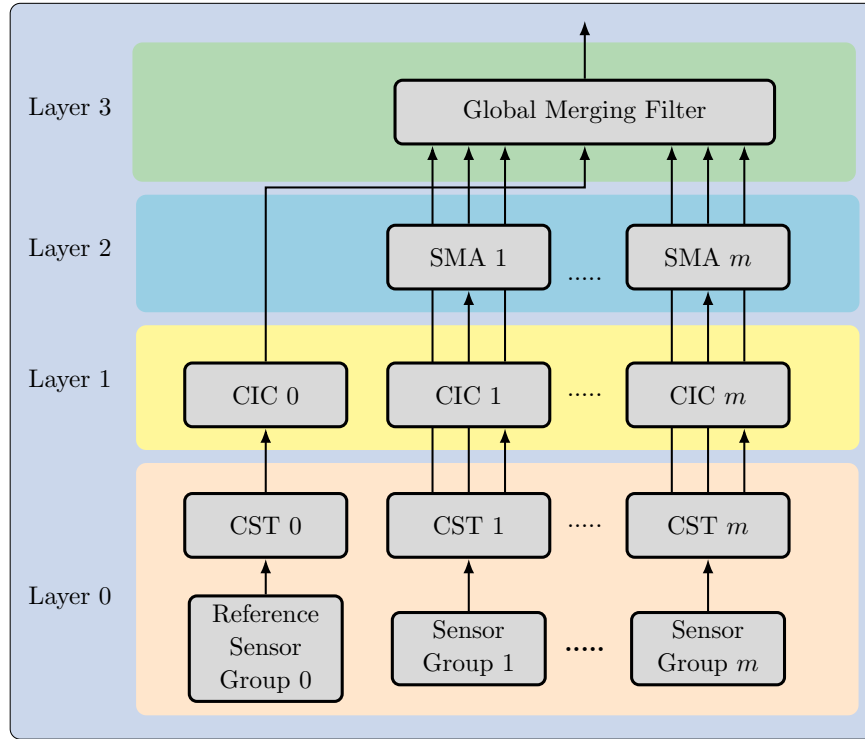 Layer 3
Global Merging Filter
Layer 2
SMA 1
.....
SMA m
Layer 1
CIC 0
CIC 1
.....
CIC m
CST 0
CST 1
.....
CST m
Layer 0
Reference
Sensor
Group 0
Sensor
Group 1
.....
Sensor
Group m